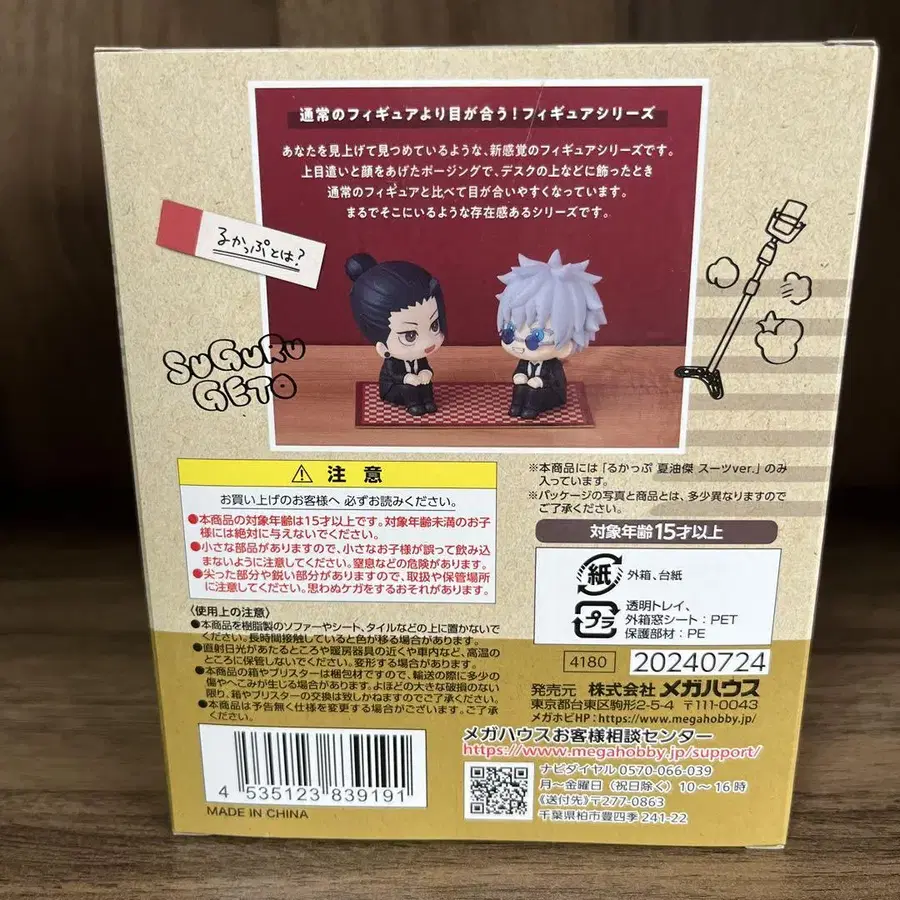 通常のフィギュアより目が合う!フィギュアシリーズ
あなたを見上げて見つめているような、新感覚のフィギュアシリーズです。
上目遣いと顔をあげたポージングで、デスクの上などに飾ったとき
通常のフィギュアと比べて目が合いやすくなっています。
まるでそこにいるような存在感あるシリーズです。
るかっぷとは?
SuGuRu
GETO
⚠ 注意
お買い上げのお客様へ 必ずお読みください。
●本商品の対象年齢は15才以上です。対象年齢未満のお子
様には絶対に与えないでください。
●小さな部品がありますので、小さなお子様が誤って飲み込
まないように注意してください。窒息などの危険があります。
●尖った部分や鋭い部分がありますので、取扱や保管場所
に注意してください。思わぬケガをするおそれがあります。
〈使用上の注意〉
●本商品を樹脂製のソファーやシート、タイルなどの上に置かないで
ください。長時間接触していると色が移る場合があります。
●直射日光があたるところや暖房器具の近くや車内など、高温の
ところに保管しないでください。変形する場合があります。
●本商品の箱やブリスターは梱包材ですので、輸送の際に多少の
傷やへこみが生じる場合があります。よほどの大きな破損のない
限り、箱やブリスターの交換は致しかねますのでご了承ください。
●本商品は予告無く仕様を変更する場合がございます。ご了承
ください。
4 535123 839191
MADE IN CHINA
※本商品には「るかっぷ 夏油傑 スーツver.」のみ
入っています。
※パッケージの写真と商品とは、多少異なりますので
ご了承ください。
対象年齢15才以上
紙 外箱、台紙
プラ 透明トレイ、
外箱窓シート:PET
保護部材:PE
4180 20240724
発売元 株式会社メガハウス
東京都台東区駒形2-5-4 〒111-0043
メガホビHP:https://www.megahobby.jp/
メガハウスお客様相談センター
https://www.megahobby.jp/support/
ナビダイヤル 0570-066-039
月～金曜日(祝日除く)10～16時
《送付先》〒277-0863
千葉県柏市豊四季241-22